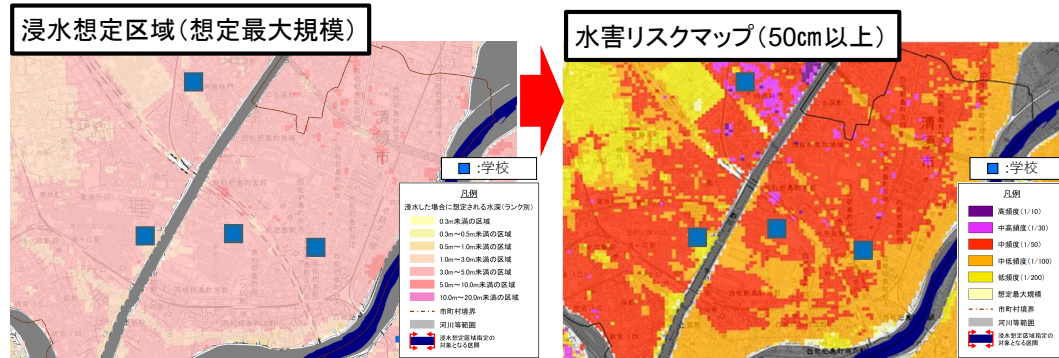 浸水想定区域（想定最大規模）
:学校
凡例
浸水した場合に想定される水深（ランク別）
0.3m未満の区域
0.3m～0.5m未満の区域
0.5m～1.0m未満の区域
1.0m～3.0m未満の区域
3.0m～5.0m未満の区域
5.0m～10.0m未満の区域
10.0m～20.0m未満の区域
市町村境界
河川等範囲
浸水想定区域指定の
対象となる区間
水害リスクマップ（50㎝以上）
:学校
凡例
高頻度（1/10）
中高頻度（1/30）
中頻度（1/50）
中低頻度（1/100）
低頻度（1/200）
想定最大規模
市町村境界
河川等範囲
浸水想定区域指定の
対象となる区間